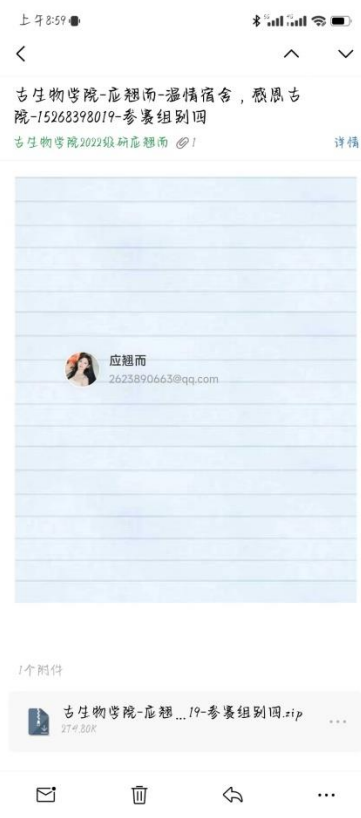 上午8:59
古生物学院-应翘而-温情宿舍，感恩古
院-15268398019-参赛组别四
古生物学院2022级研应翘而 1 详情
应翘而
2623890663@qq.com
1个附件
古生物学院-应翘...19-参赛组别四.zip
274.80K